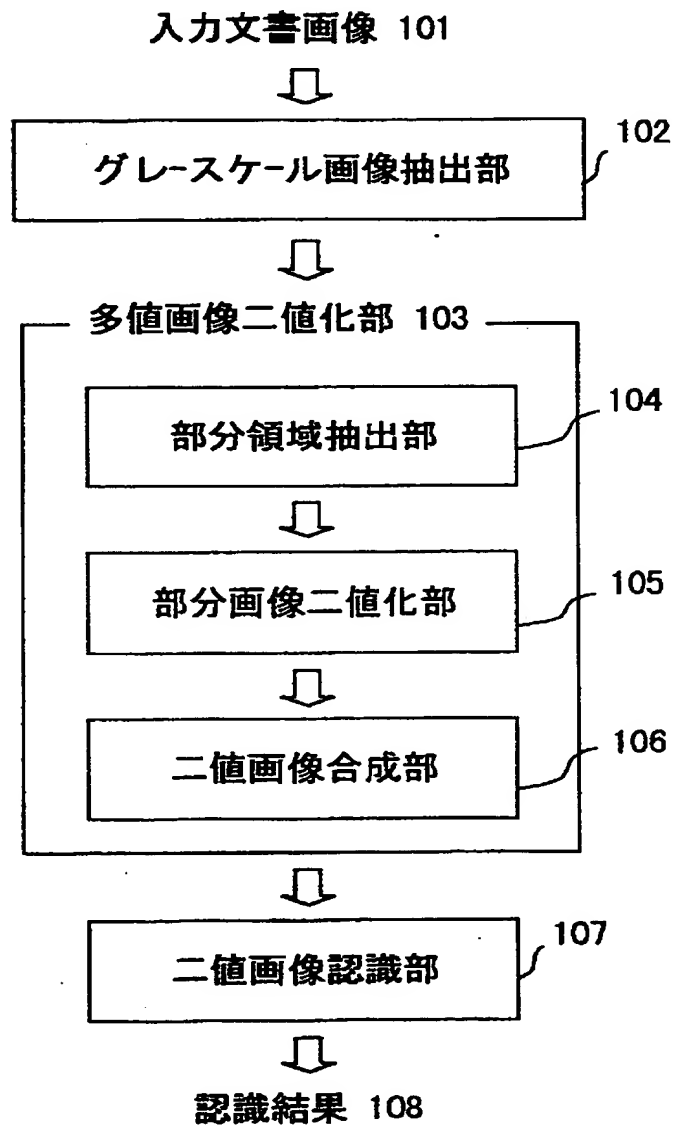 入力文書画像 101
102
グレースケール画像抽出部
多値画像二値化部 103
104
部分領域抽出部
105
部分画像二値化部
106
二値画像合成部
107
二値画像認識部
認識結果 108